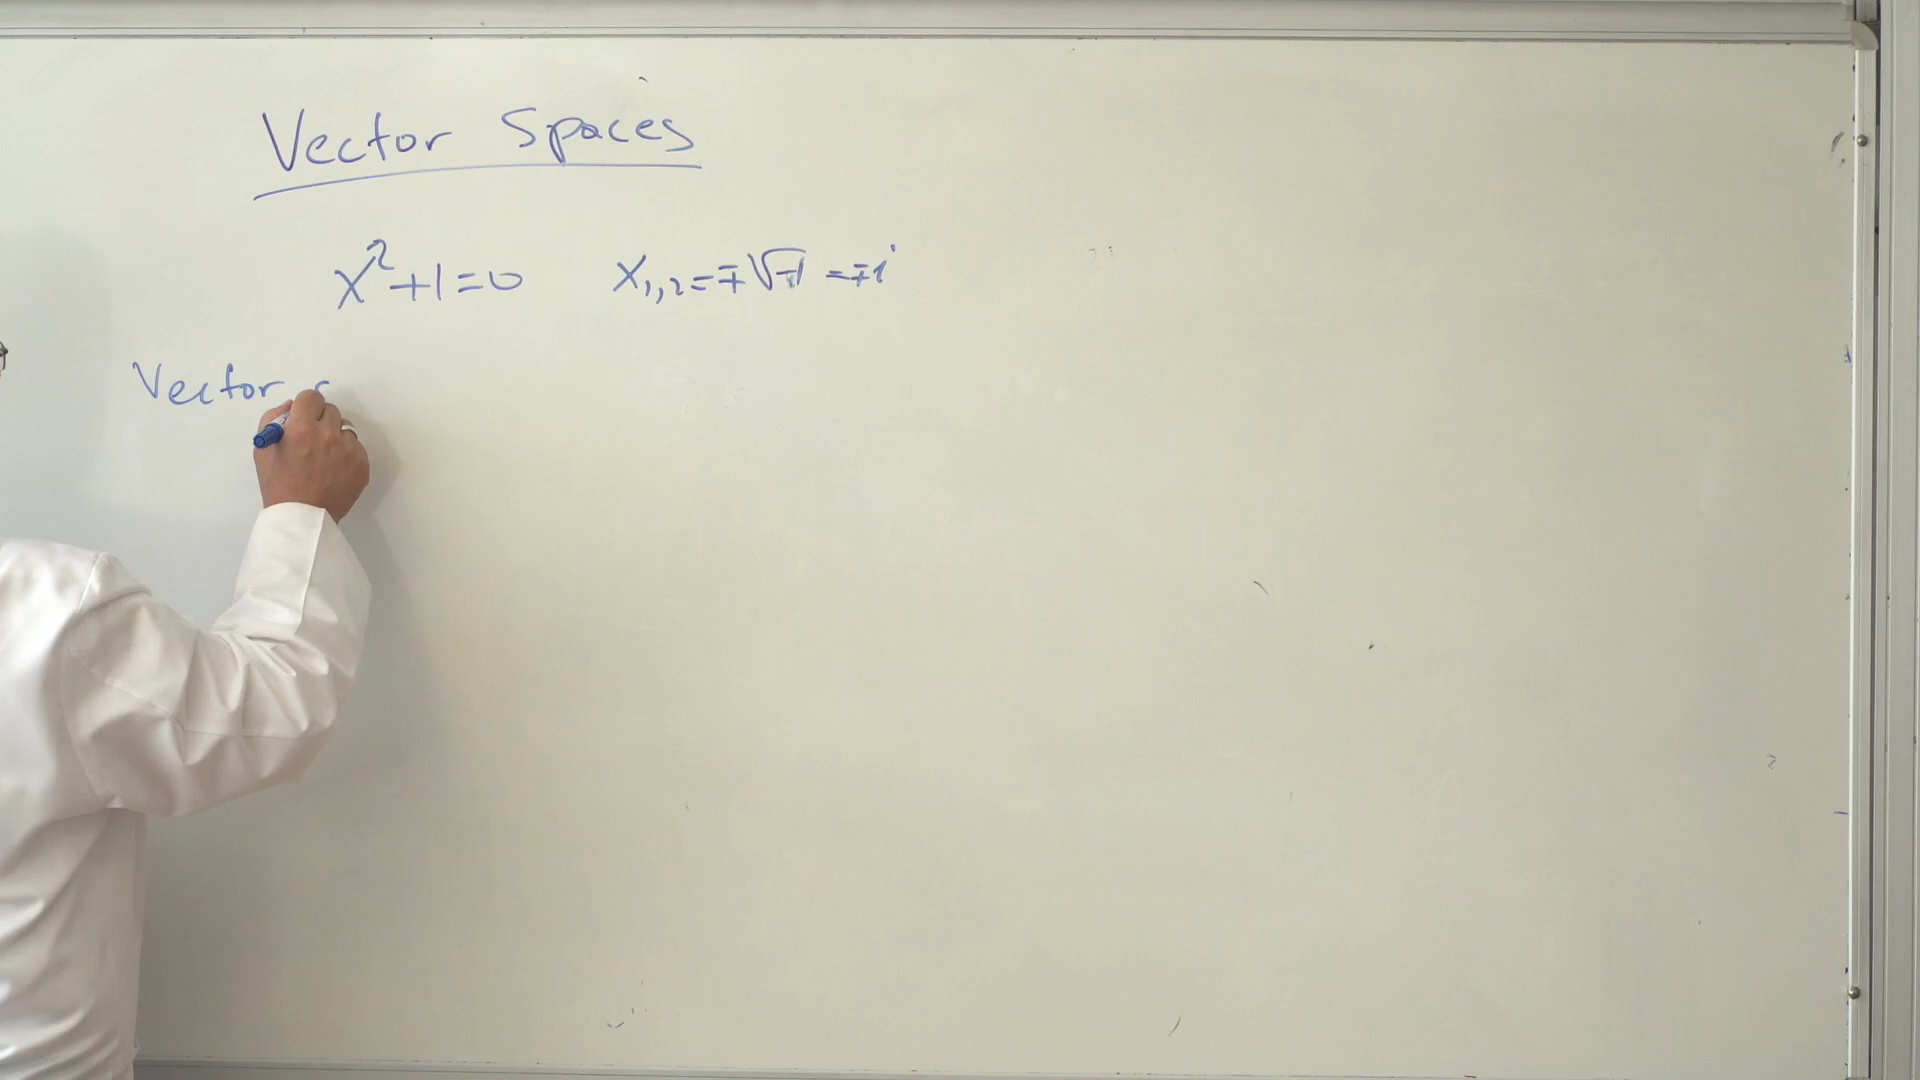 Vector Spaces
x²+1=0 x₁,₂=∓√-1 =∓i
Vector